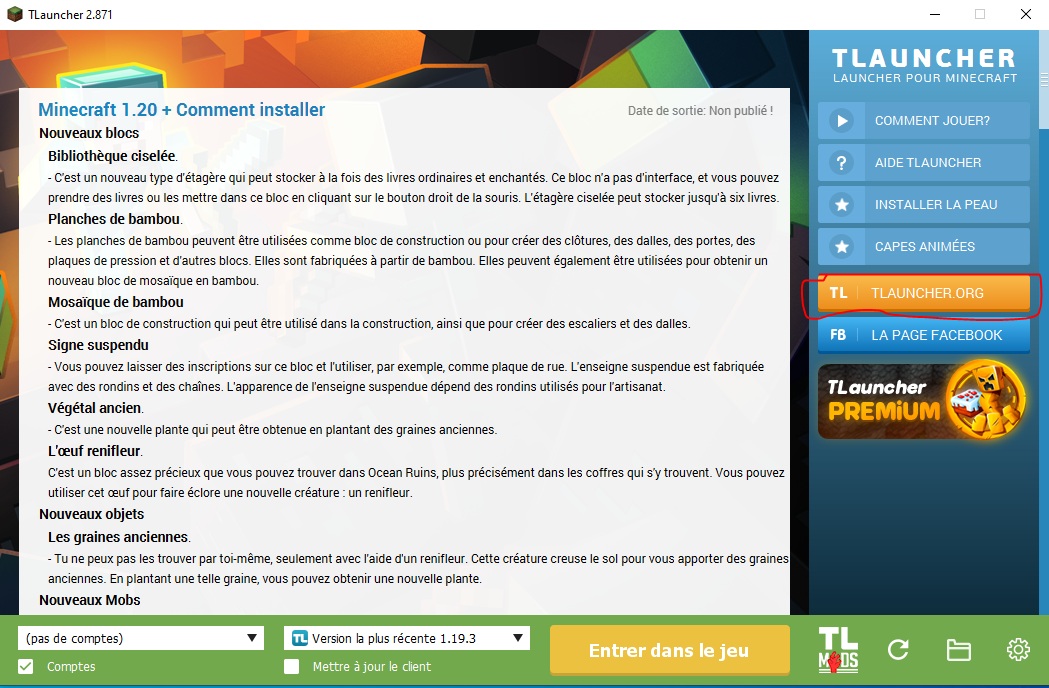 TLauncher 2.871
Minecraft 1.20 + Comment installer
Date de sortie: Non publié !
Nouveaux blocs
Bibliothèque ciselée.
- C'est un nouveau type d'étagère qui peut stocker à la fois des livres ordinaires et enchantés. Ce bloc n'a pas d'interface, et vous pouvez
prendre des livres ou les mettre dans ce bloc en cliquant sur le bouton droit de la souris. L'étagère ciselée peut stocker jusqu'à six livres.
Planches de bambou.
- Les planches de bambou peuvent être utilisées comme bloc de construction ou pour créer des clôtures, des dalles, des portes, des
plaques de pression et d'autres blocs. Elles sont fabriquées à partir de bambou. Elles peuvent également être utilisées pour obtenir un
nouveau bloc de mosaïque en bambou.
Mosaïque de bambou
- C'est un bloc de construction qui peut être utilisé dans la construction, ainsi que pour créer des escaliers et des dalles.
Signe suspendu
- Vous pouvez laisser des inscriptions sur ce bloc et l'utiliser, par exemple, comme plaque de rue. L'enseigne suspendue est fabriquée
avec des rondins et des chaînes. L'apparence de l'enseigne suspendue dépend des rondins utilisés pour l'artisanat.
Végétal ancien.
- C'est une nouvelle plante qui peut être obtenue en plantant des graines anciennes.
L'œuf renifleur.
C'est un bloc assez précieux que vous pouvez trouver dans Ocean Ruins, plus précisément dans les coffres qui s'y trouvent. Vous pouvez
utiliser cet œuf pour faire éclore une nouvelle créature : un renifleur.
Nouveaux objets
Les graines anciennes.
- Tu ne peux pas les trouver par toi-même, seulement avec l'aide d'un renifleur. Cette créature creuse le sol pour vous apporter des graines
anciennes. En plantant une telle graine, vous pouvez obtenir une nouvelle plante.
Nouveaux Mobs
TLAUNCHER
LAUNCHER POUR MINECRAFT
COMMENT JOUER?
? AIDE TLAUNCHER
INSTALLER LA PEAU
CAPES ANIMÉES
TL TLAUNCHER.ORG
FB LA PAGE FACEBOOK
TLauncher
PREMIUM
(pas de comptes)
Comptes
TL Version la plus récente 1.19.3
Mettre à jour le client
Entrer dans le jeu
TL
MODS